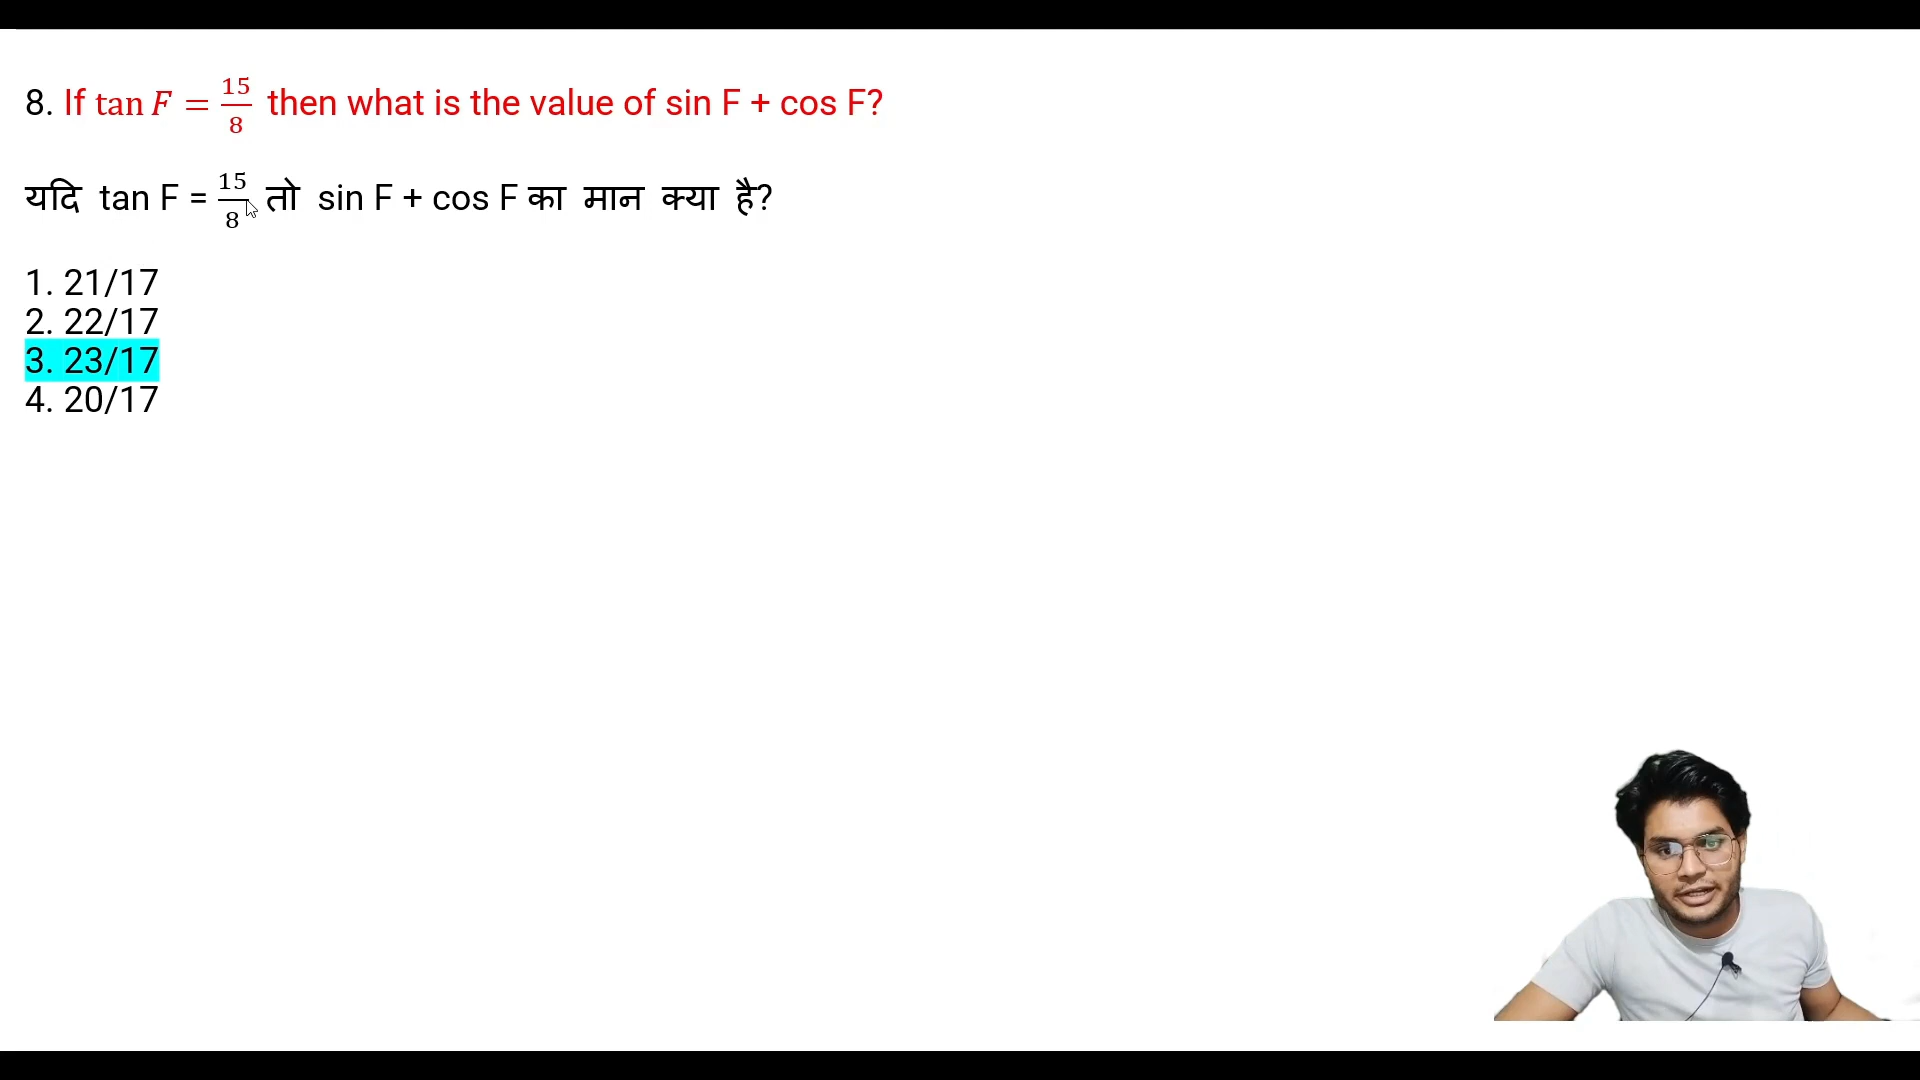 8. If tan F = 15/8 then what is the value of sin F + cos F?
यदि tan F = 15/8 तो sin F + cos F का मान क्या है?
1. 21/17
2. 22/17
3. 23/17
4. 20/17